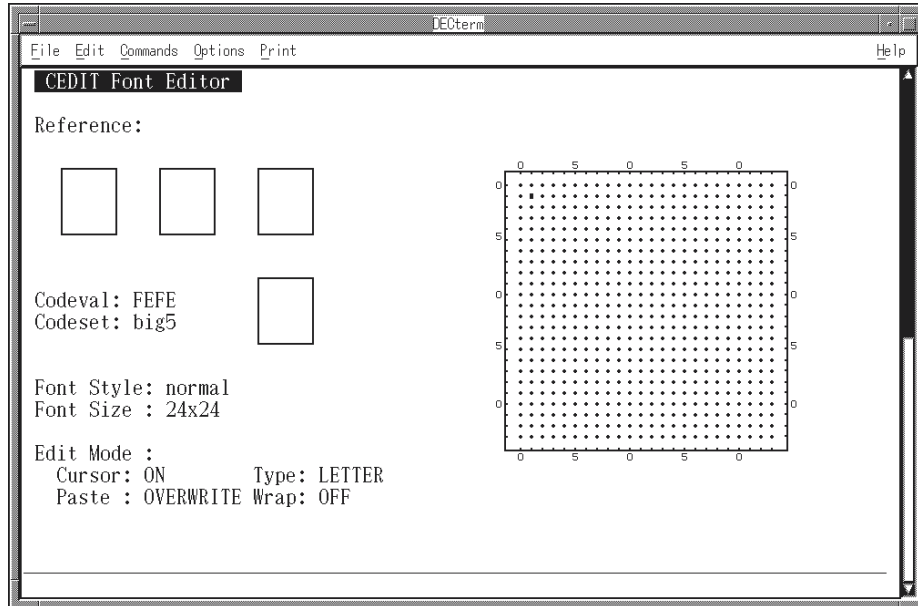 DECterm
File Edit Commands Options Print Help
CEDIT Font Editor
Reference:
0 5 0 5 0
0 0
5 5
Codeval: FEFE
0 0
Codeset: big5
5 5
Font Style: normal
Font Size : 24x24
0 0
Edit Mode :
0 5 0 5 0
Cursor: ON Type: LETTER
Paste : OVERWRITE Wrap: OFF